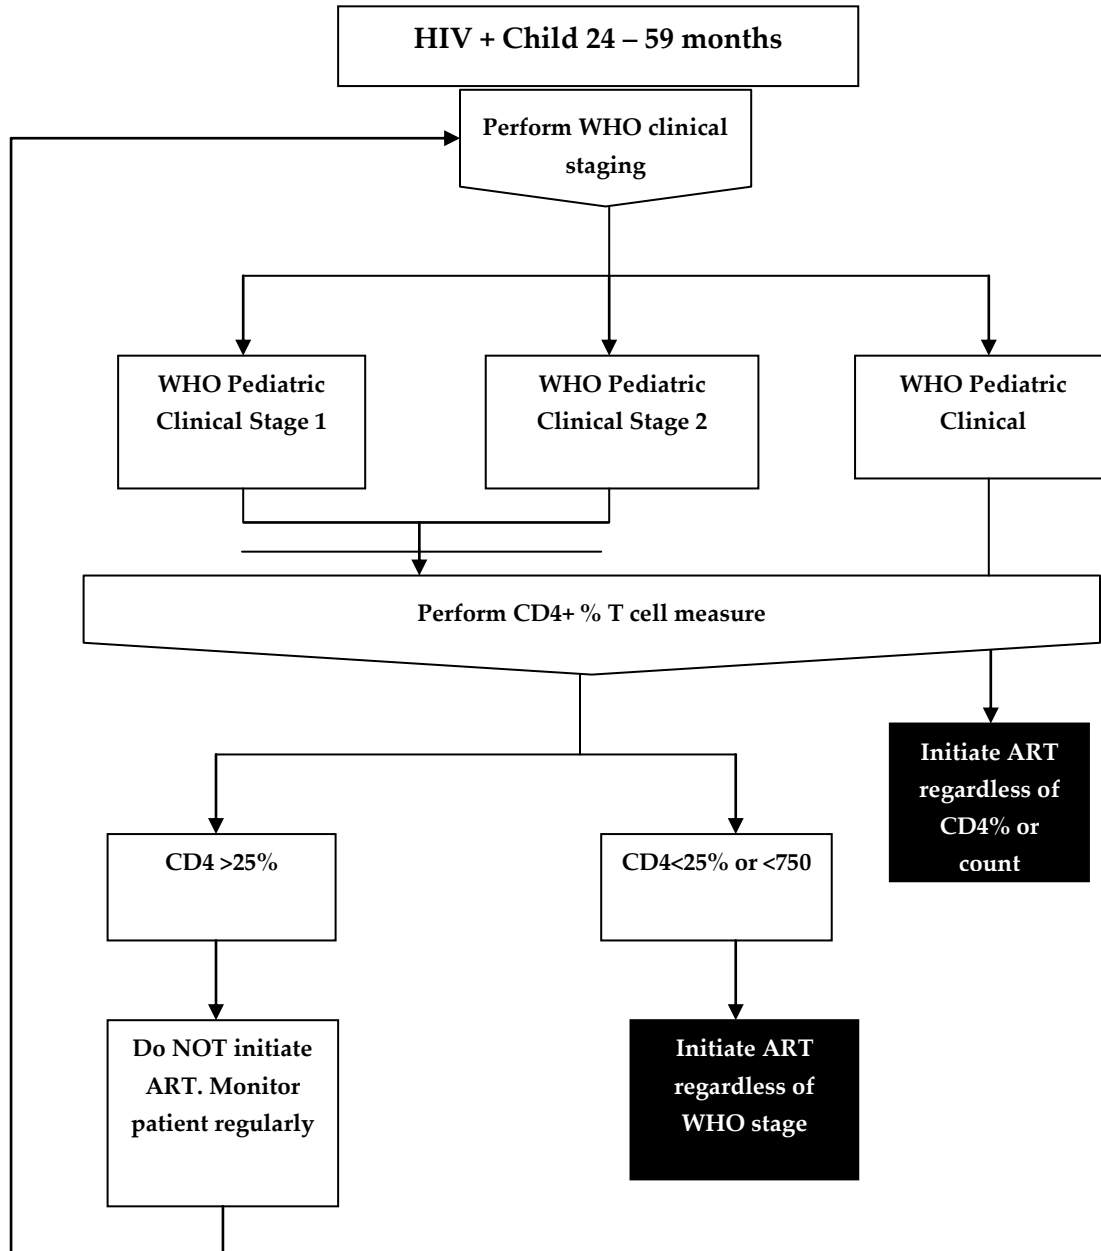 HIV + Child 24 – 59 months
Perform WHO clinical
staging
WHO Pediatric
Clinical Stage 1
WHO Pediatric
Clinical Stage 2
WHO Pediatric
Clinical
Perform CD4+ % T cell measure
Initiate ART
regardless of
CD4% or
count
CD4 >25%
CD4<25% or <750
Do NOT initiate
ART. Monitor
patient regularly
Initiate ART
regardless of
WHO stage